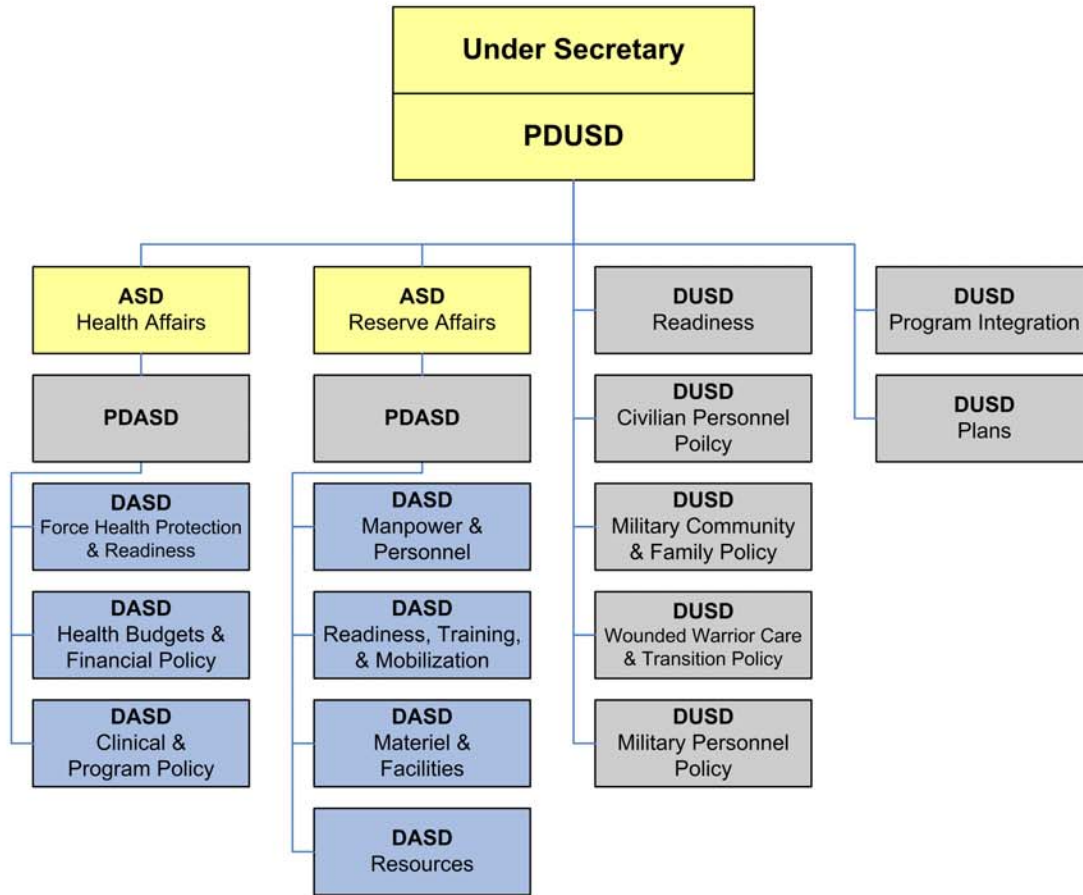 Under Secretary
PDUSD
ASD
Health Affairs
PDASD
DASD
Force Health Protection
& Readiness
DASD
Health Budgets &
Financial Policy
DASD
Clinical &
Program Policy
ASD
Reserve Affairs
PDASD
DASD
Manpower &
Personnel
DASD
Readiness, Training,
& Mobilization
DASD
Materiel &
Facilities
DASD
Resources
DUSD
Readiness
DUSD
Civilian Personnel
Poilcy
DUSD
Military Community
& Family Policy
DUSD
Wounded Warrior Care
& Transition Policy
DUSD
Military Personnel
Policy
DUSD
Program Integration
DUSD
Plans